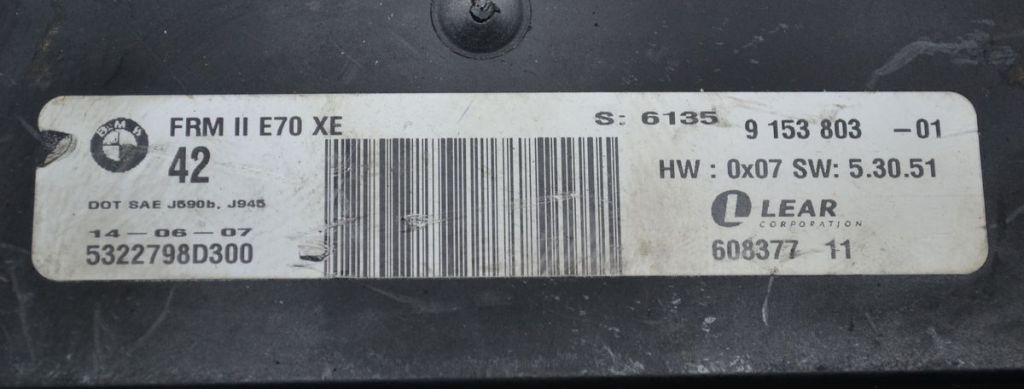 BMW
FRM II E70 XE
42
DOT SAE J590b, J945
14-06-07
5322798D300
S: 6135
9 153 803 -01
HW : 0x07 SW: 5.30.51
LEAR
CORPORATION
608377 11